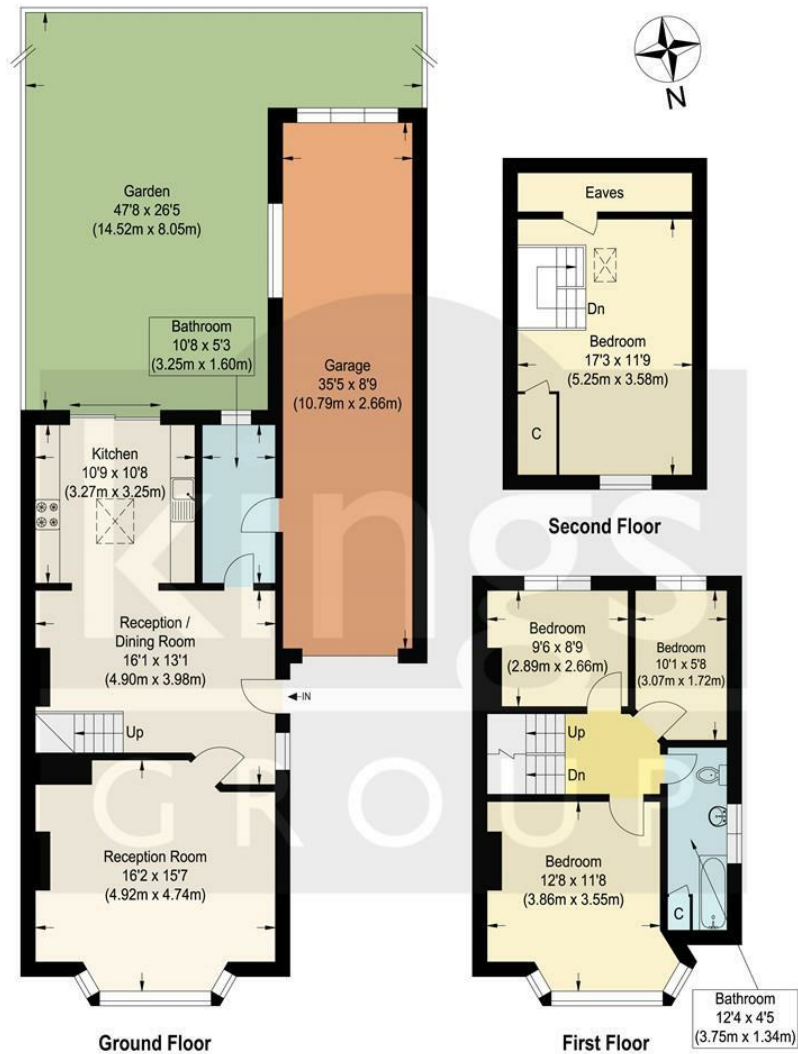 N
Garden
47'8 x 26'5
(14.52m x 8.05m)
Bathroom
10'8 x 5'3
(3.25m x 1.60m)
Garage
35'5 x 8'9
(10.79m x 2.66m)
Kitchen
10'9 x 10'8
(3.27m x 3.25m)
Reception /
Dining Room
16'1 x 13'1
(4.90m x 3.98m)
IN
Up
Reception Room
16'2 x 15'7
(4.92m x 4.74m)
Ground Floor
Eaves
Dn
Bedroom
17'3 x 11'9
(5.25m x 3.58m)
C
Second Floor
Bedroom
9'6 x 8'9
(2.89m x 2.66m)
Bedroom
10'1 x 5'8
(3.07m x 1.72m)
Up
Dn
Bedroom
12'8 x 11'8
(3.86m x 3.55m)
C
Bathroom
12'4 x 4'5
(3.75m x 1.34m)
First Floor
Kings
GROUP